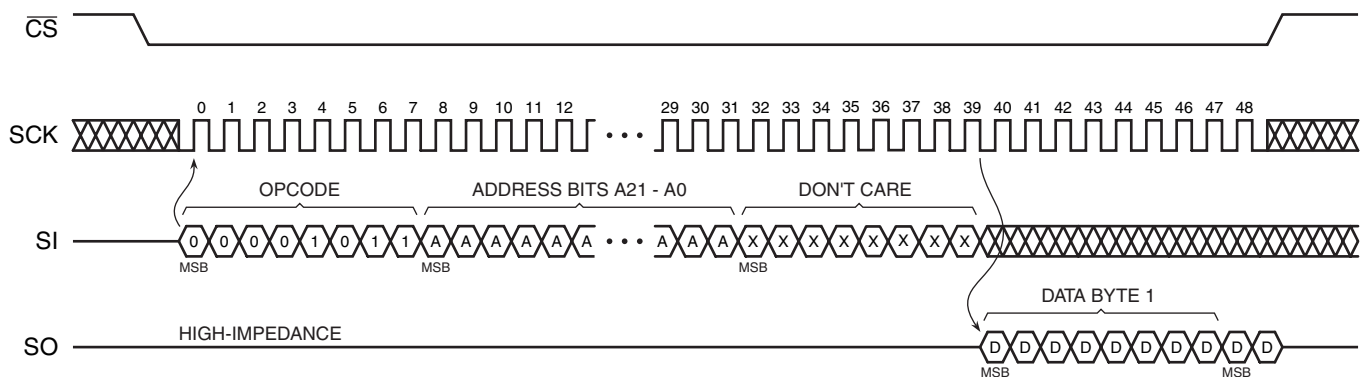 CS
SCK
0 1 2 3 4 5 6 7 8 9 10 11 12 29 30 31 32 33 34 35 36 37 38 39 40 41 42 43 44 45 46 47 48
OPCODE ADDRESS BITS A21 - A0 DON'T CARE
SI
0 0 0 0 1 0 1 1 A A A A A A A A A X X X X X X X X
MSB MSB MSB
DATA BYTE 1
HIGH-IMPEDANCE
SO
D D D D D D D D D D
MSB MSB